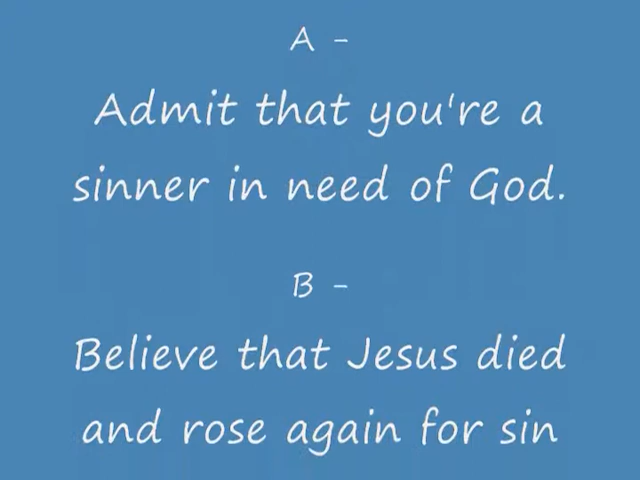 A -
Admit that you're a
sinner in need of God.
B -
Believe that Jesus died
and rose again for sin